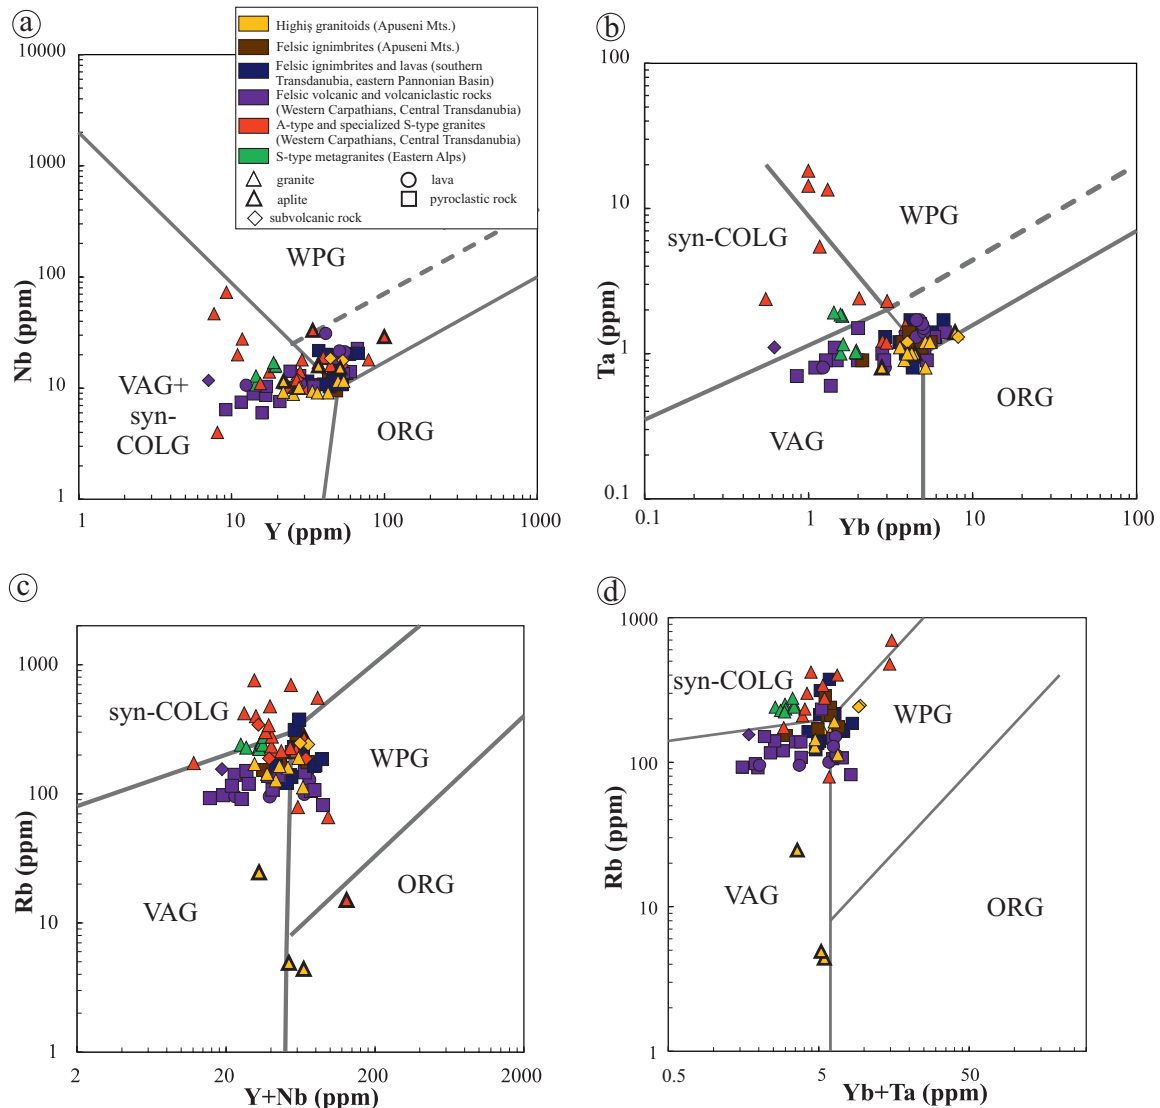 a
10000
1000
100
10
1
Nb (ppm)
Highiş granitoids (Apuseni Mts.)
Felsic ignimbrites (Apuseni Mts.)
Felsic ignimbrites and lavas (southern
Transdanubia, eastern Pannonian Basin)
Felsic volcanic and volcaniclastic rocks
(Western Carpathians, Central Transdanubia)
A-type and specialized S-type granites
(Western Carpathians, Central Transdanubia)
S-type metagranites (Eastern Alps)
granite
lava
aplite
pyroclastic rock
subvolcanic rock
WPG
VAG+
syn-
COLG
ORG
1 10 100 1000
Y (ppm)
b
100
10
1
0.1
Ta (ppm)
WPG
syn-COLG
VAG
ORG
0.1 1 10 100
Yb (ppm)
c
1000
100
10
1
Rb (ppm)
syn-COLG
WPG
VAG
ORG
2 20 200 2000
Y+Nb (ppm)
d
1000
100
10
1
Rb (ppm)
syn-COLG
WPG
VAG
ORG
0.5 5 50
Yb+Ta (ppm)